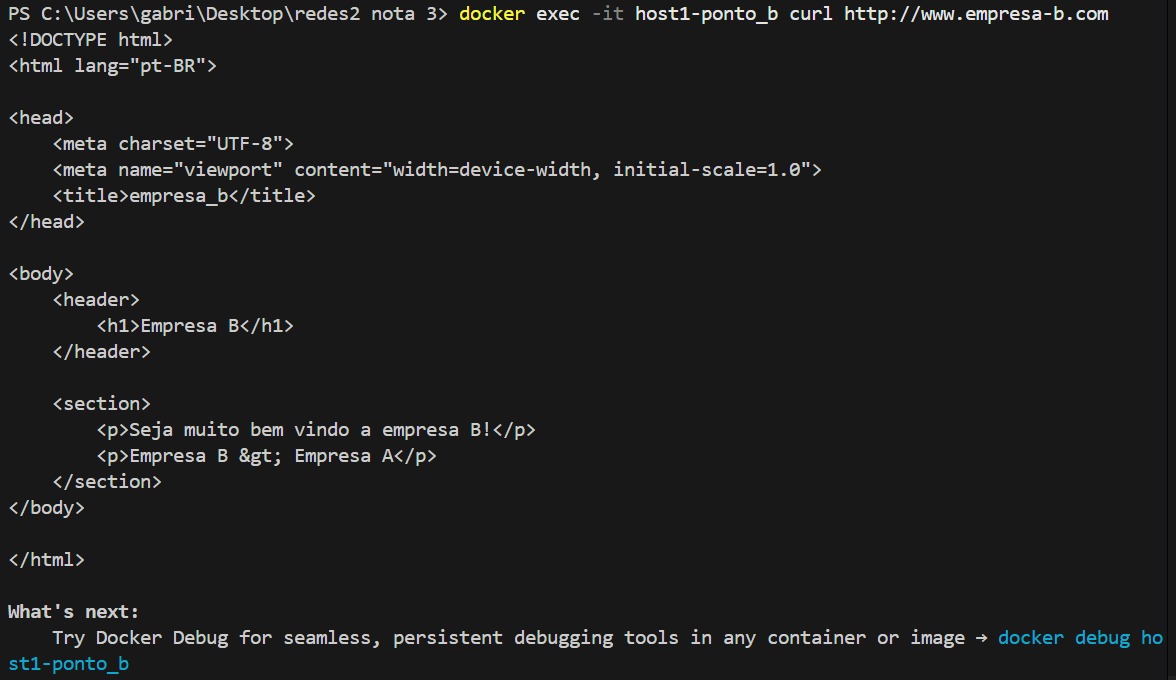 PS C:\Users\gabri\Desktop\redes2 nota 3> docker exec -it host1-ponto_b curl http://www.empresa-b.com
<!DOCTYPE html>
<html lang="pt-BR">

<head>
    <meta charset="UTF-8">
    <meta name="viewport" content="width=device-width, initial-scale=1.0">
    <title>empresa_b</title>
</head>

<body>
    <header>
        <h1>Empresa B</h1>
    </header>

    <section>
        <p>Seja muito bem vindo a empresa B!</p>
        <p>Empresa B &gt; Empresa A</p>
    </section>
</body>

</html>

What's next:
    Try Docker Debug for seamless, persistent debugging tools in any container or image → docker debug ho
st1-ponto_b